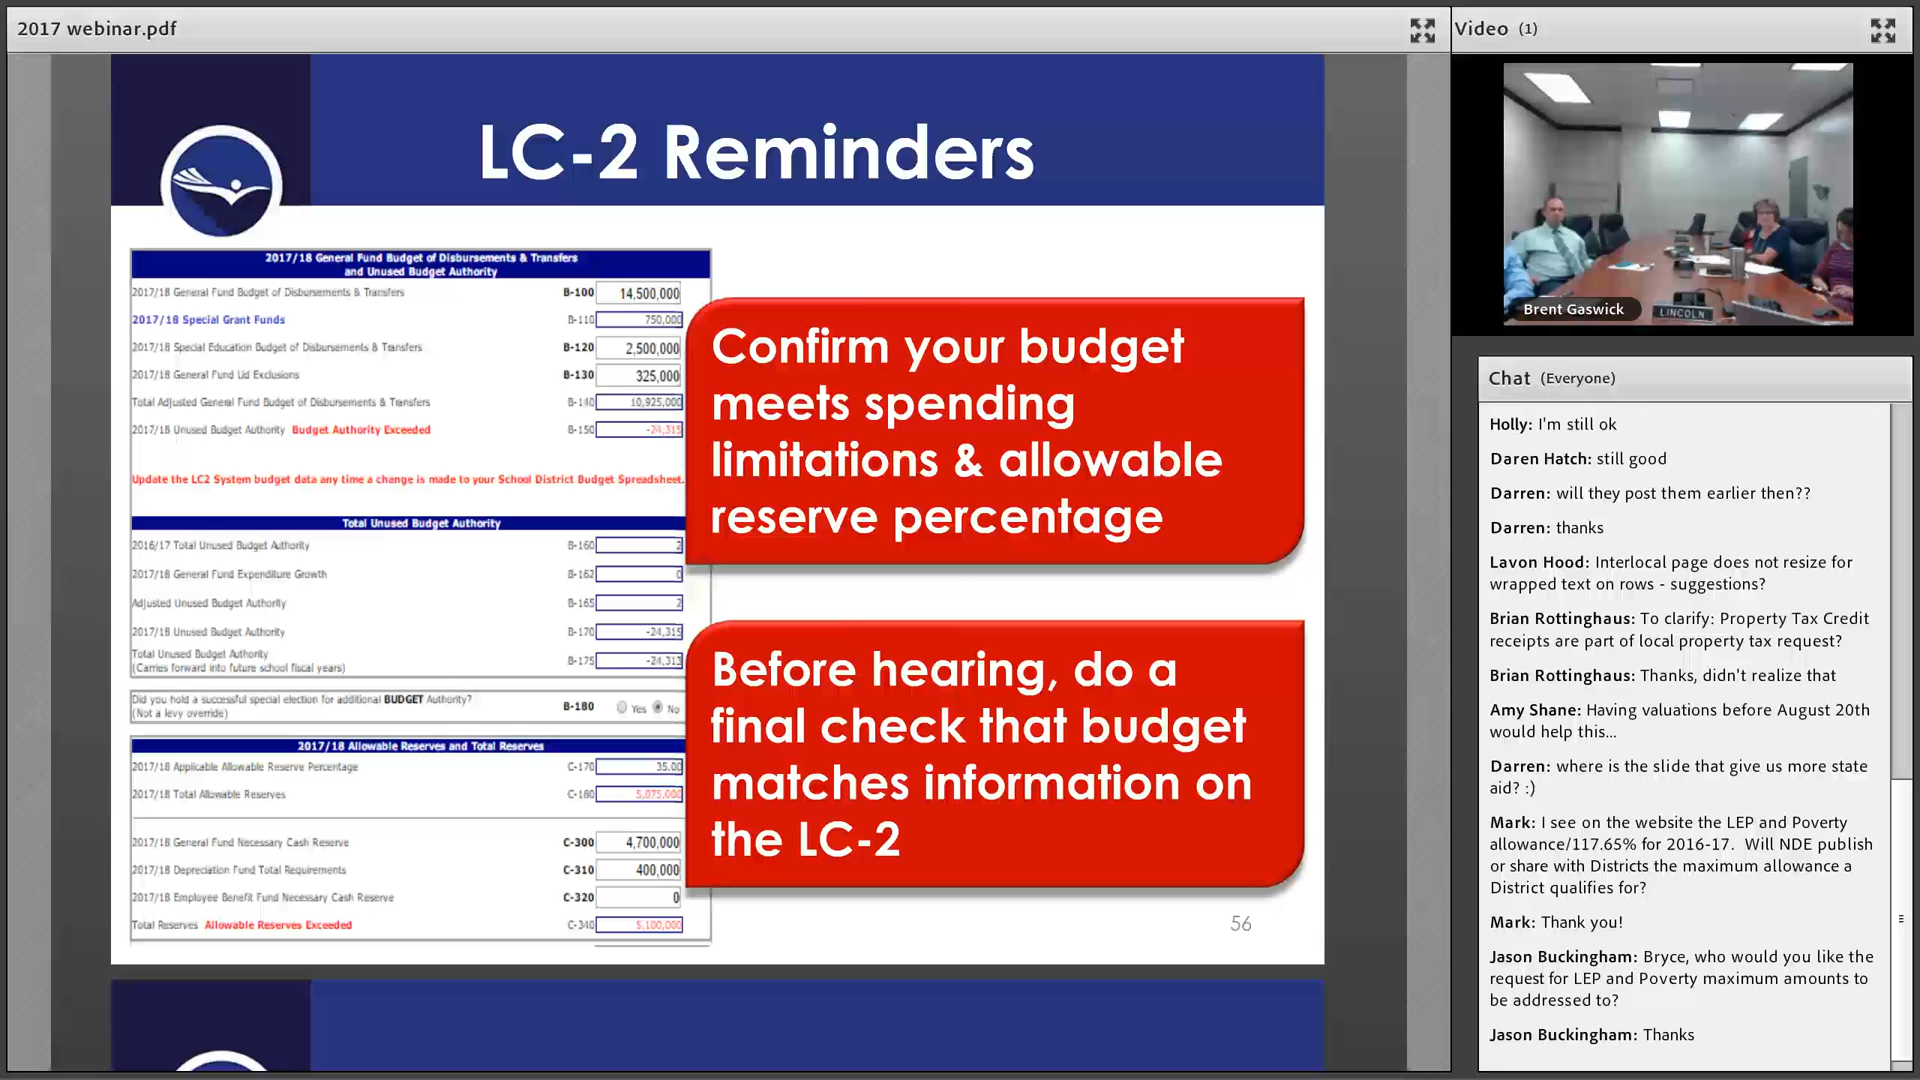 2017 webinar.pdf
LC-2 Reminders
2017/18 General Fund Budget of Disbursements & Transfers
and Unused Budget Authority
2017/18 General Fund Budget of Disbursements & Transfers B-100 14,500,000
2017/18 Special Grant Funds B-110 750,000
2017/18 Special Education Budget of Disbursements & Transfers B-120 2,500,000
2017/18 General Fund Lid Exclusions B-130 325,000
Total Adjusted General Fund Budget of Disbursements & Transfers B-140 10,925,000
2017/18 Unused Budget Authority Budget Authority Exceeded B-150 -24,315
Update the LC2 System budget data any time a change is made to your School District Budget Spreadsheet.
Total Unused Budget Authority
2016/17 Total Unused Budget Authority B-160 2
2017/18 General Fund Expenditure Growth B-162 0
Adjusted Unused Budget Authority B-165 2
2017/18 Unused Budget Authority B-170 -24,315
Total Unused Budget Authority
(Carries forward into future school fiscal years) B-175 -24,313
Did you hold a successful special election for additional BUDGET Authority?
(Not a levy override) B-180 Yes No
2017/18 Allowable Reserves and Total Reserves
2017/18 Applicable Allowable Reserve Percentage C-170 35.00
2017/18 Total Allowable Reserves C-180 5,075,000
2017/18 General Fund Necessary Cash Reserve C-300 4,700,000
2017/18 Depreciation Fund Total Requirements C-310 400,000
2017/18 Employee Benefit Fund Necessary Cash Reserve C-320 0
Total Reserves Allowable Reserves Exceeded C-340 5,100,000
Confirm your budget
meets spending
limitations & allowable
reserve percentage
Before hearing, do a
final check that budget
matches information on
the LC-2
56
Video (1)
Brent Gaswick
LINCOLN
Chat (Everyone)
Holly: I'm still ok
Daren Hatch: still good
Darren: will they post them earlier then??
Darren: thanks
Lavon Hood: Interlocal page does not resize for
wrapped text on rows - suggestions?
Brian Rottinghaus: To clarify: Property Tax Credit
receipts are part of local property tax request?
Brian Rottinghaus: Thanks, didn't realize that
Amy Shane: Having valuations before August 20th
would help this...
Darren: where is the slide that give us more state
aid? :)
Mark: I see on the website the LEP and Poverty
allowance/117.65% for 2016-17. Will NDE publish
or share with Districts the maximum allowance a
District qualifies for?
Mark: Thank you!
Jason Buckingham: Bryce, who would you like the
request for LEP and Poverty maximum amounts to
be addressed to?
Jason Buckingham: Thanks